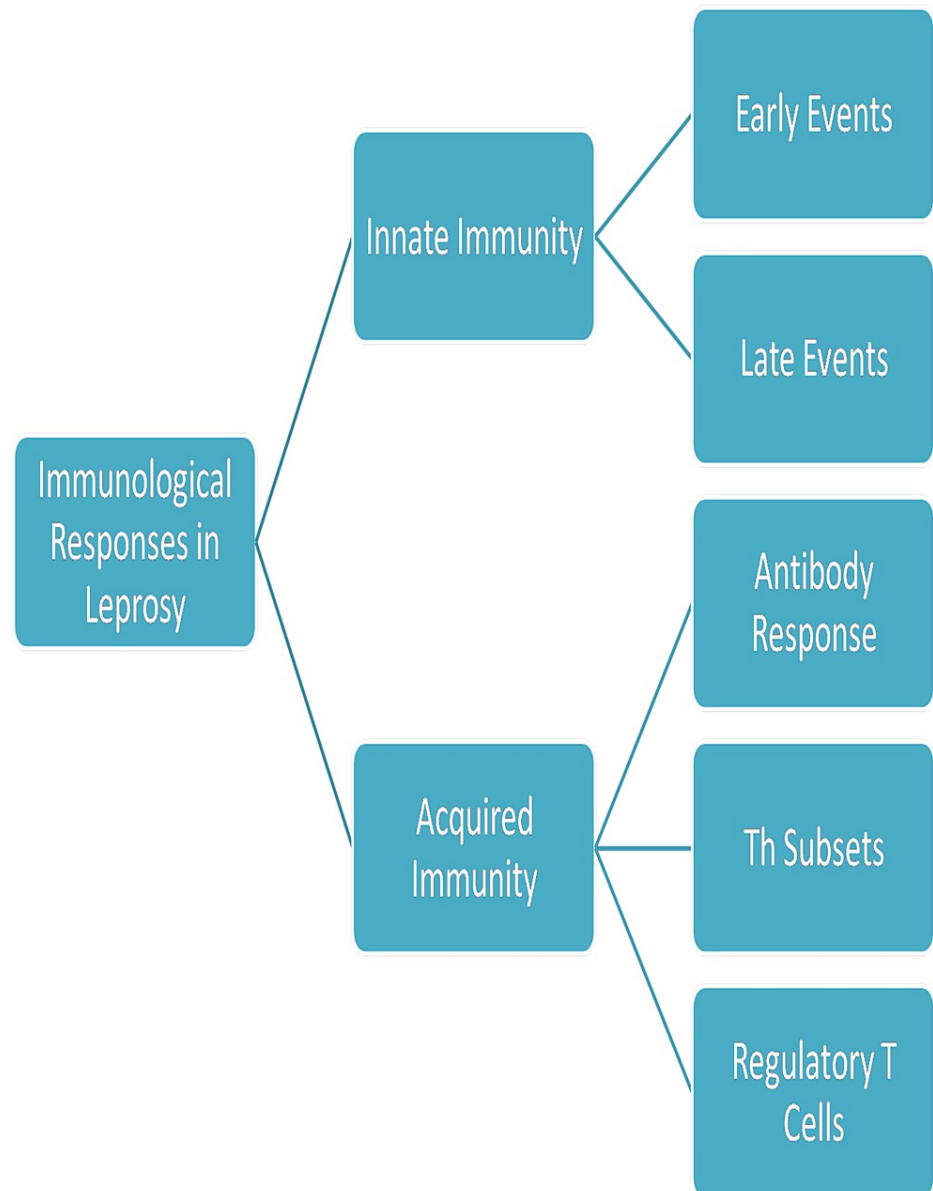 Immunological
Responses in
Leprosy
Innate Immunity
Early Events
Late Events
Acquired
Immunity
Antibody
Response
Th Subsets
Regulatory T
Cells